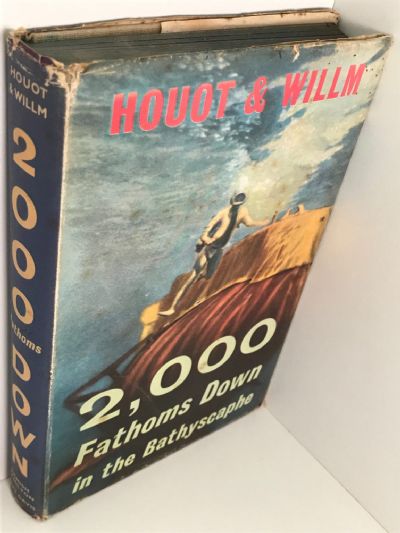 HOUOT & WILLM
2,000
Fathoms Down
in the Bathyscaphe
HOUOT
& WILLM
2000
fathoms
DOWN